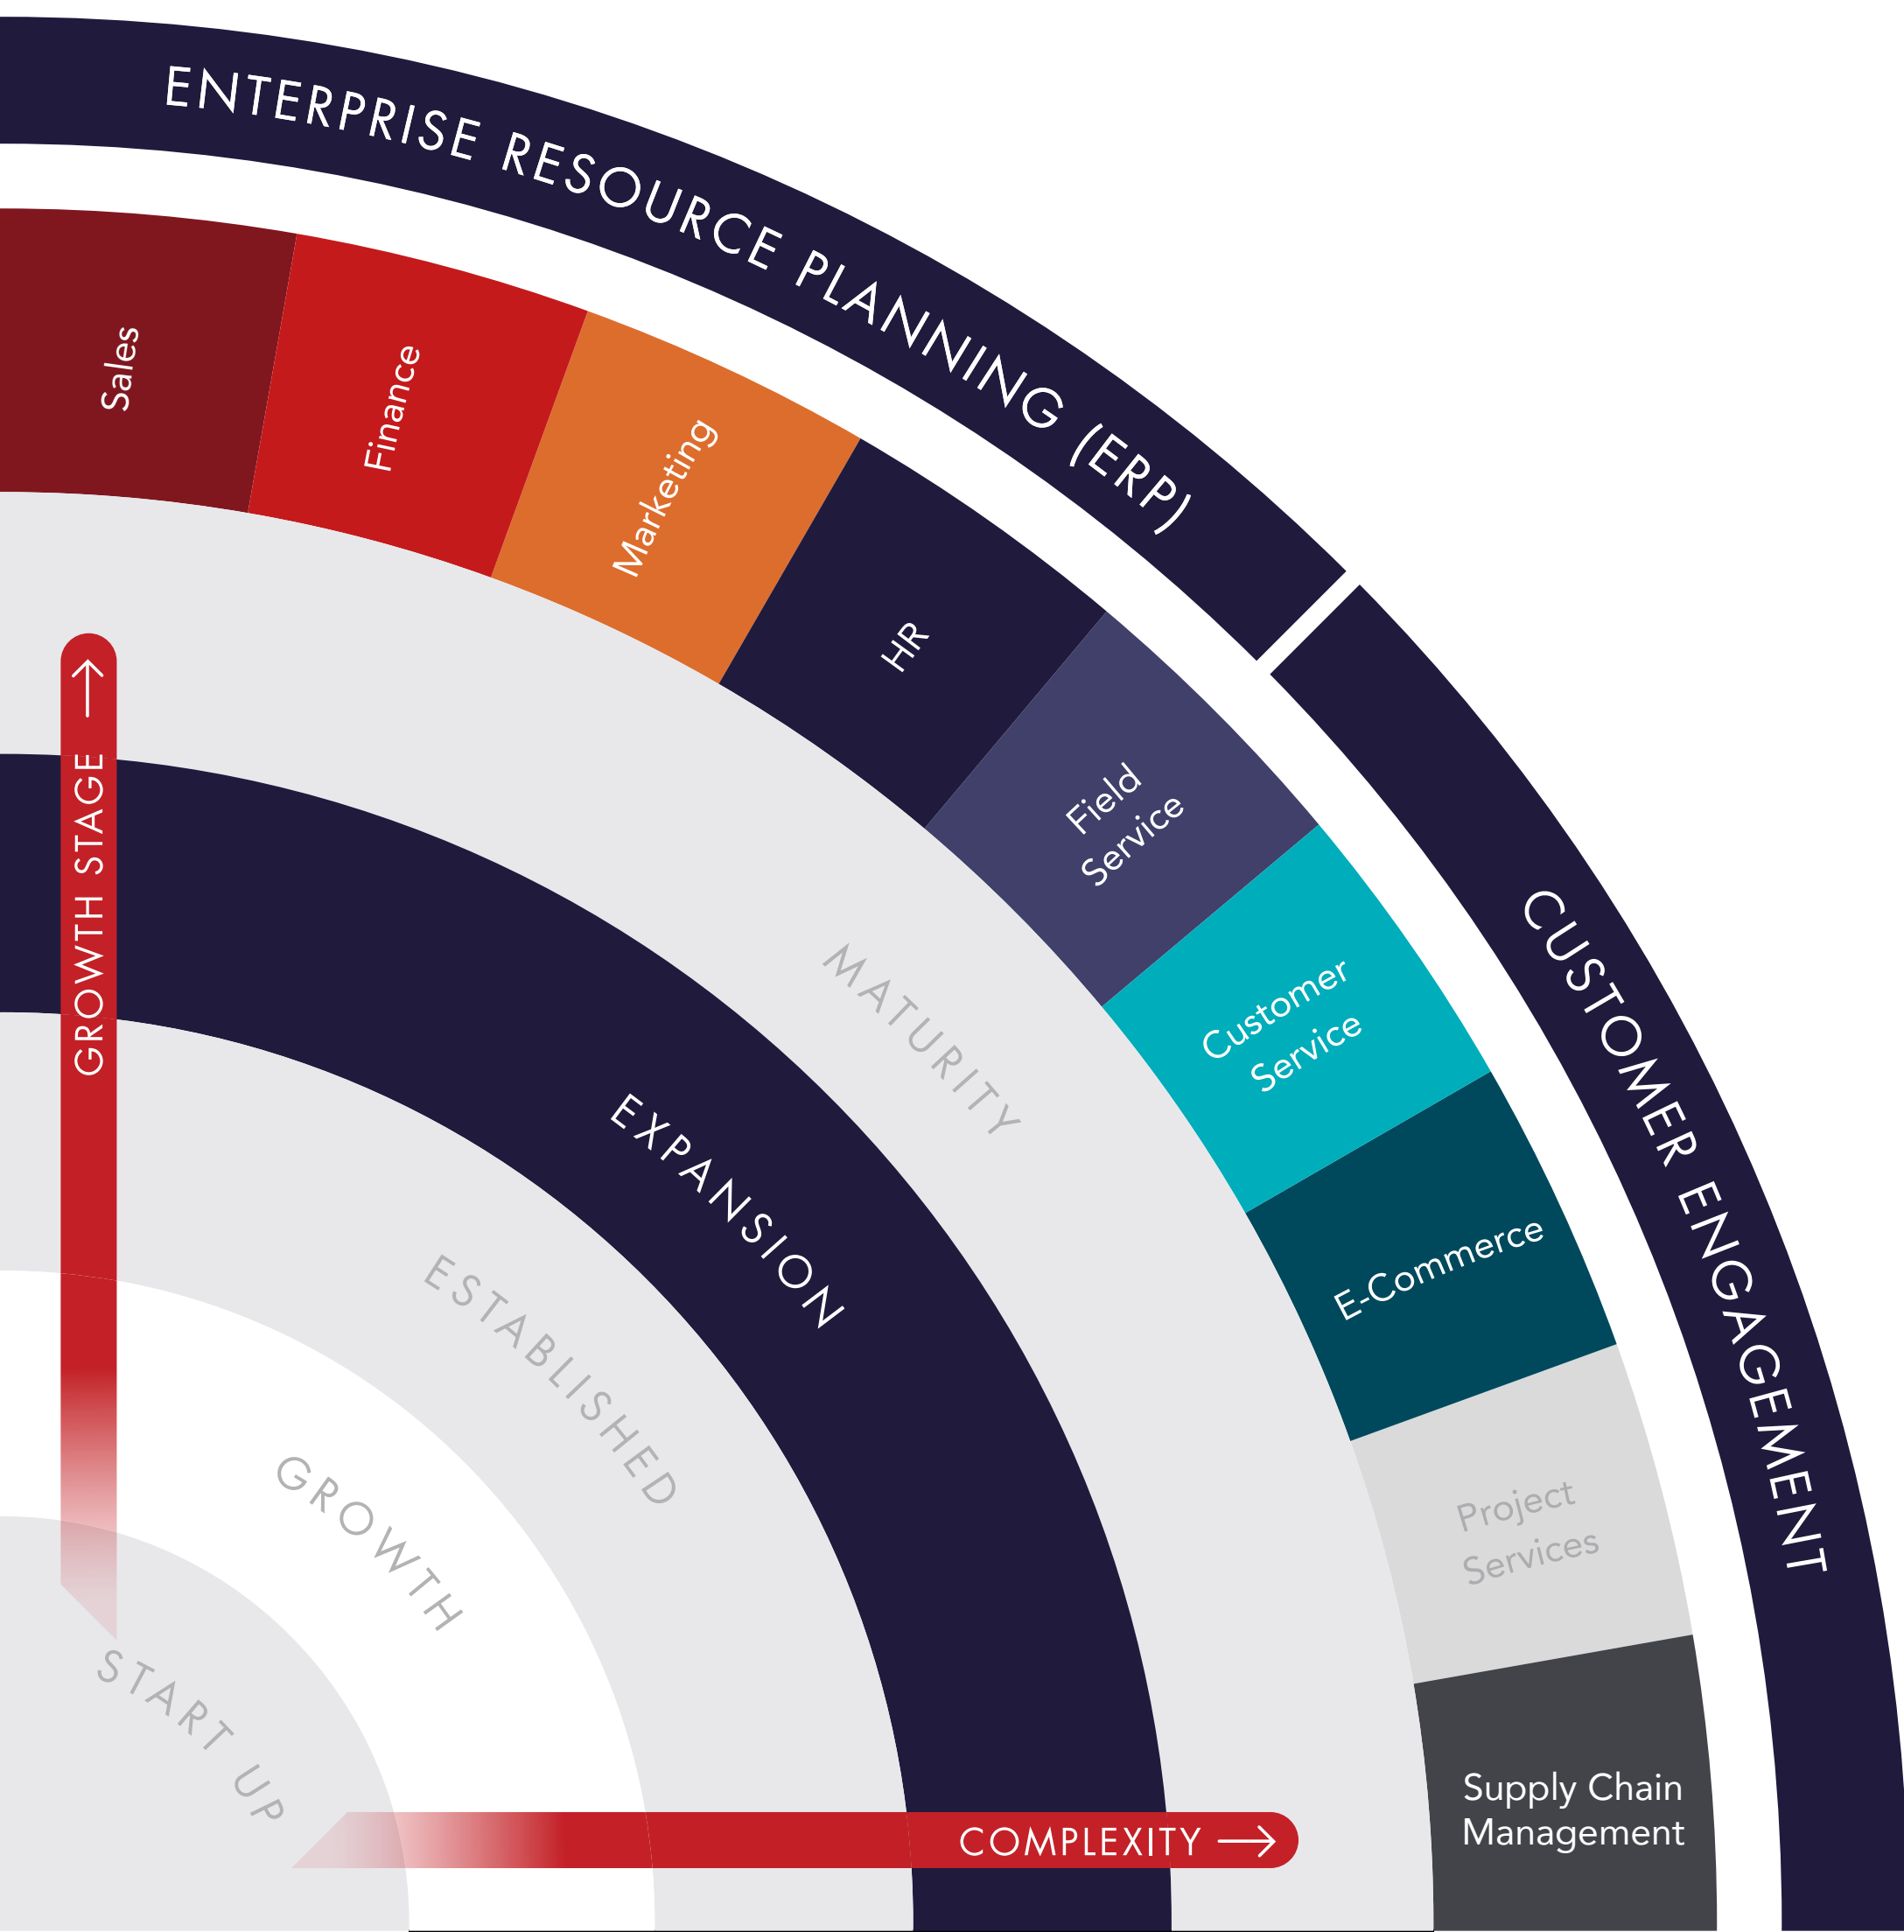 ENTERPRISE RESOURCE PLANNING (ERP)
CUSTOMER ENGAGEMENT
Sales
Finance
Marketing
HR
Field
Service
Customer
Service
E-Commerce
Project
Services
Supply Chain
Management
GROWTH STAGE →
MATURITY
EXPANSION
ESTABLISHED
GROWTH
START UP
COMPLEXITY →